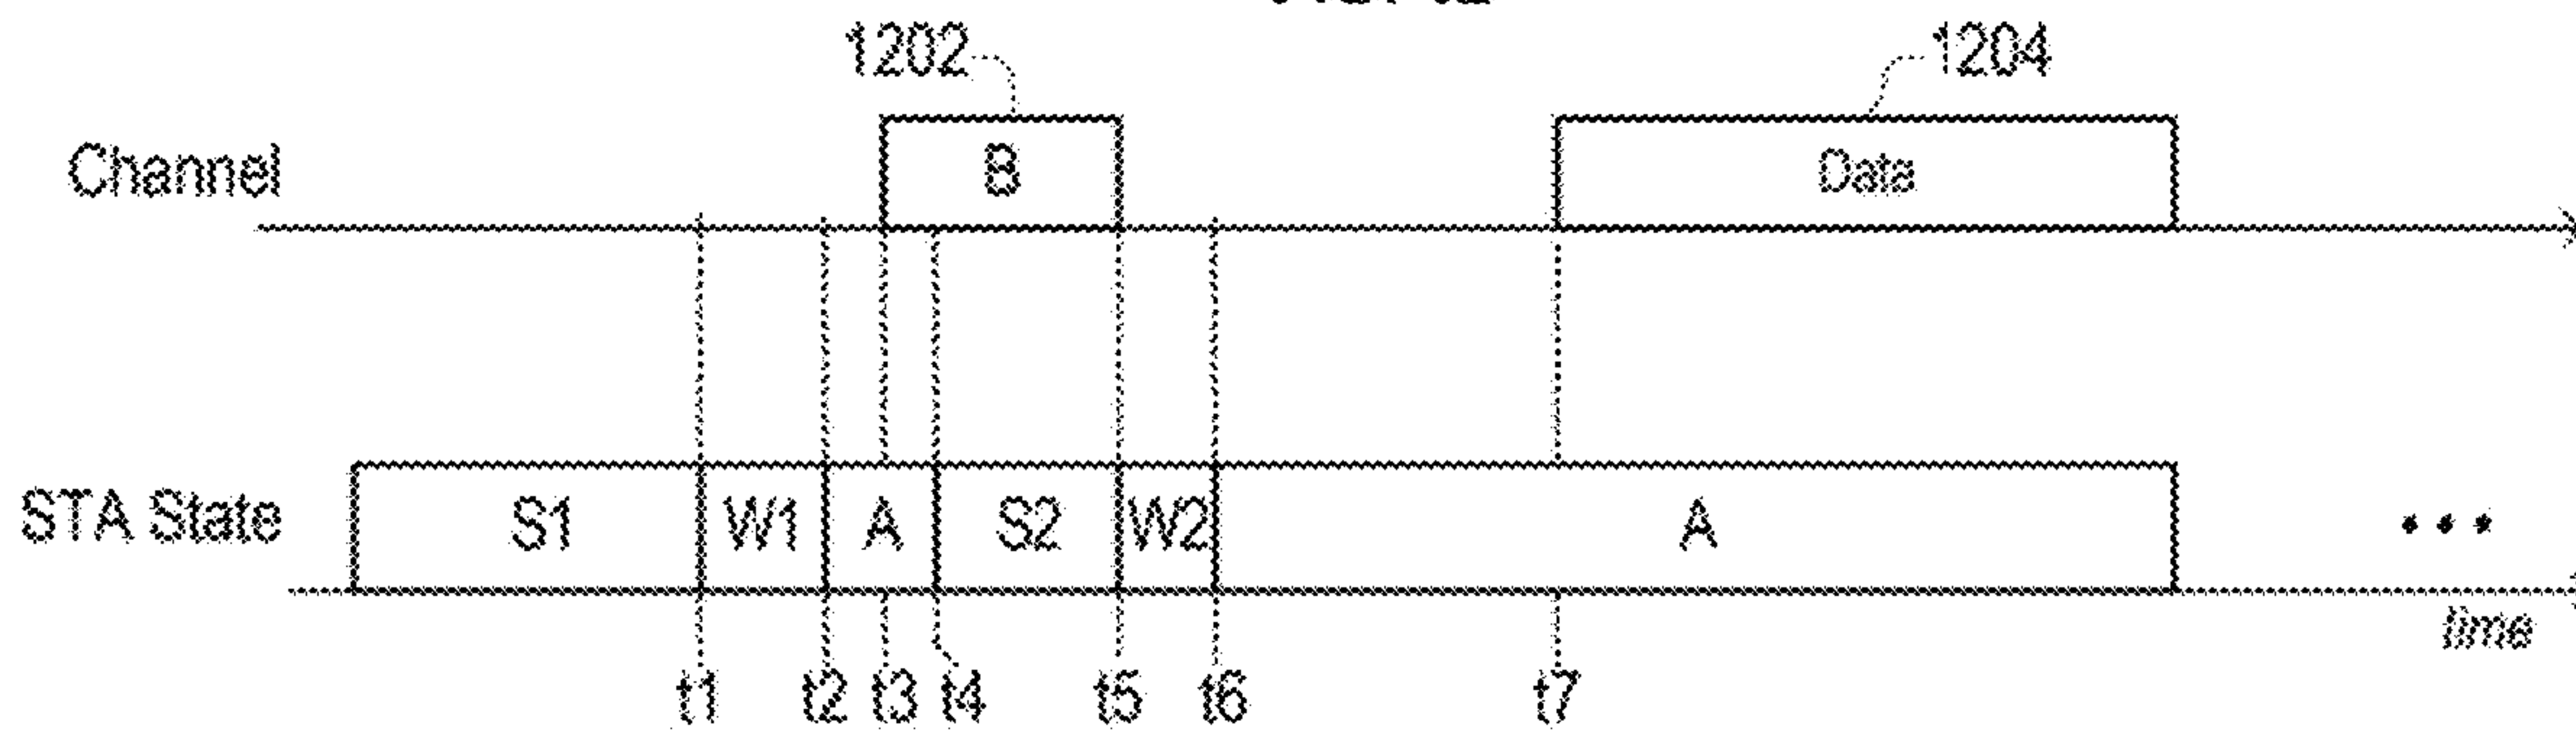 1202 1204
Channel B Data
STA State S1 W1 A S2 W2 A
time
t1 t2 t3 t4 t5 t6 t7